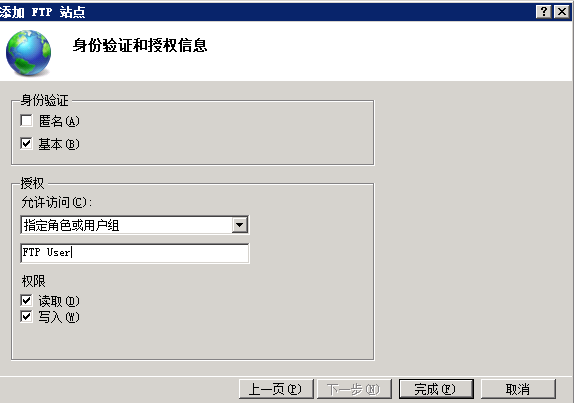 添加 FTP 站点
身份验证和授权信息
身份验证
匿名(A)
基本(B)
授权
允许访问(C):
指定角色或用户组
FTP User
权限
读取(D)
写入(W)
上一页(P) 下一步(N) 完成(F) 取消